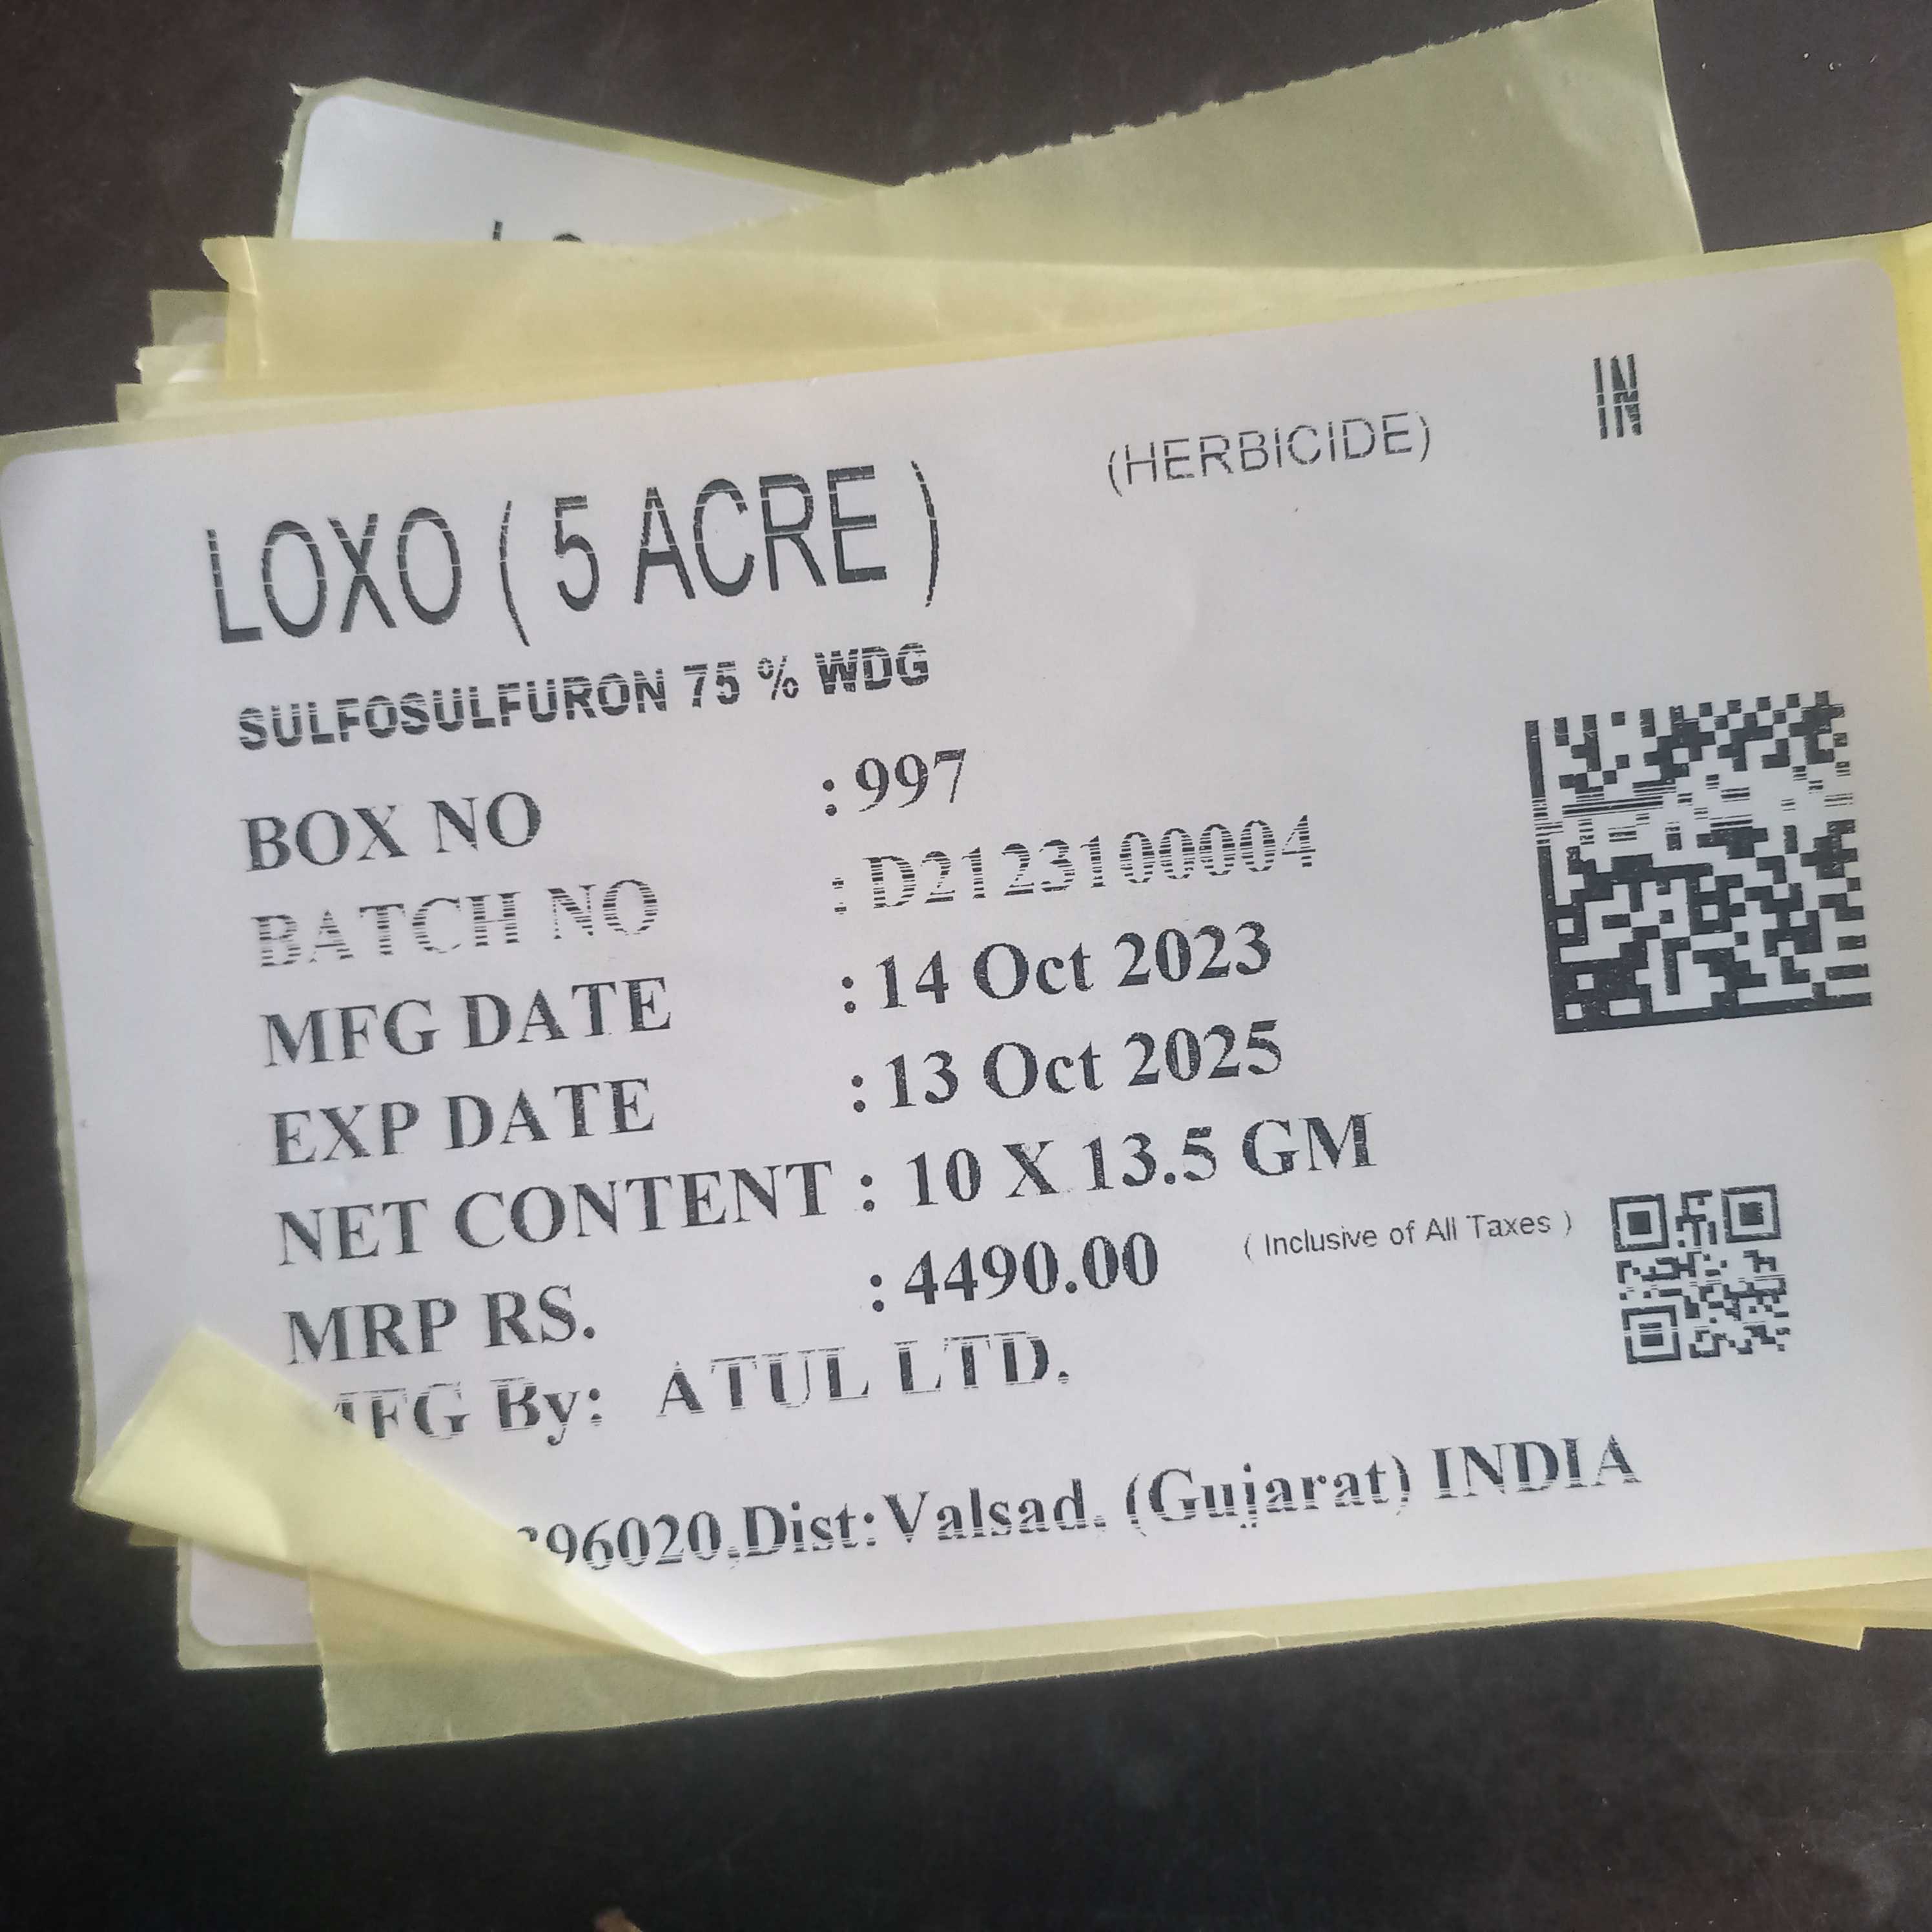 LOXO ( 5 ACRE ) (HERBICIDE) IN
SULFOSULFURON 75 % WDG
BOX NO : 997
BATCH NO : D2123100004
MFG DATE : 14 Oct 2023
EXP DATE : 13 Oct 2025
NET CONTENT : 10 X 13.5 GM
MRP RS. : 4490.00 ( Inclusive of All Taxes )
MFG By: ATUL LTD.
396020,Dist:Valsad. (Gujarat) INDIA